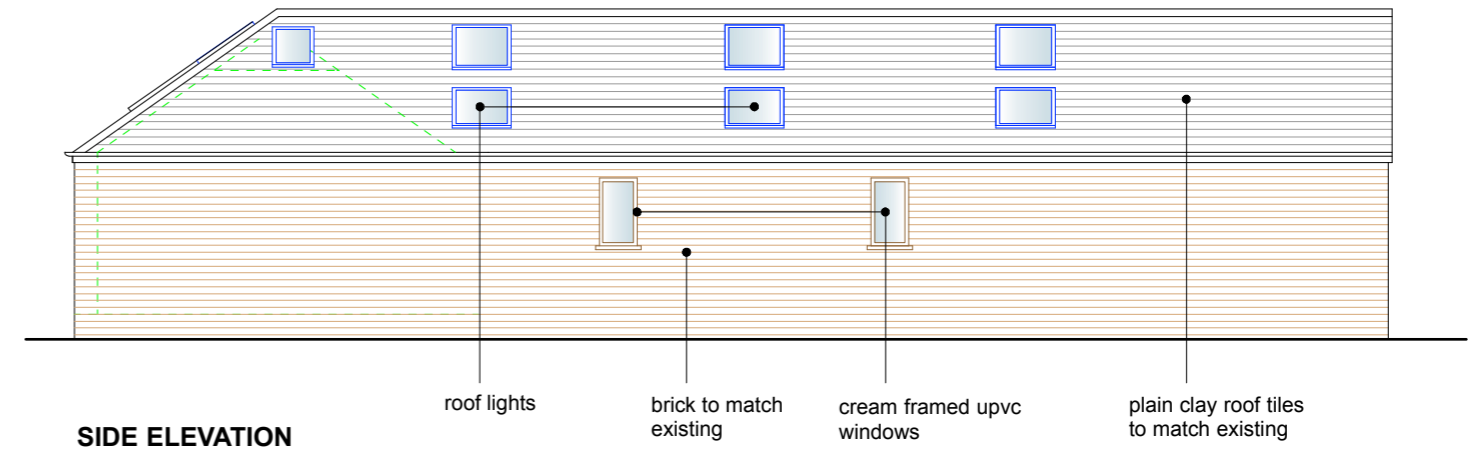 roof lights
brick to match
existing
cream framed upvc
windows
plain clay roof tiles
to match existing
SIDE ELEVATION